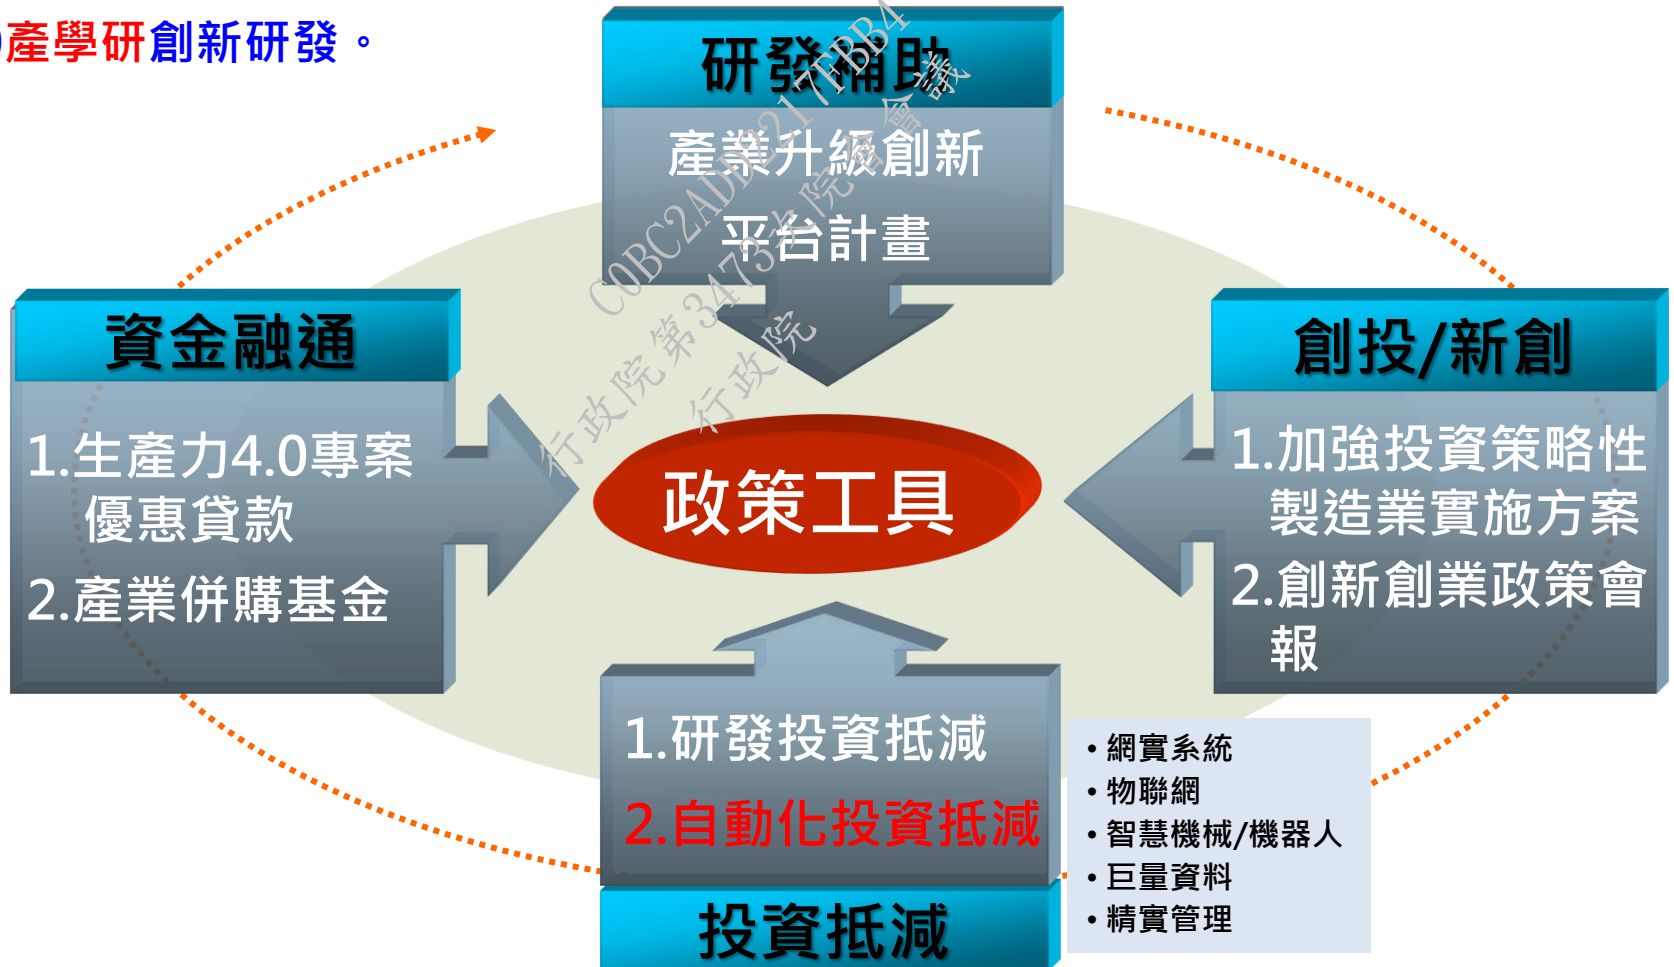 產學研創新研發。
研發補助
產業升級創新
平台計畫
資金融通
1.生產力4.0專案
優惠貸款
2.產業併購基金
創投/新創
1.加強投資策略性
製造業實施方案
2.創新創業政策會
報
政策工具
1.研發投資抵減
2.自動化投資抵減
投資抵減
• 網實系統
• 物聯網
• 智慧機械/機器人
• 巨量資料
• 精實管理
C0BC2ADD2217FBB4
行政院第3473次院會會議
行政院